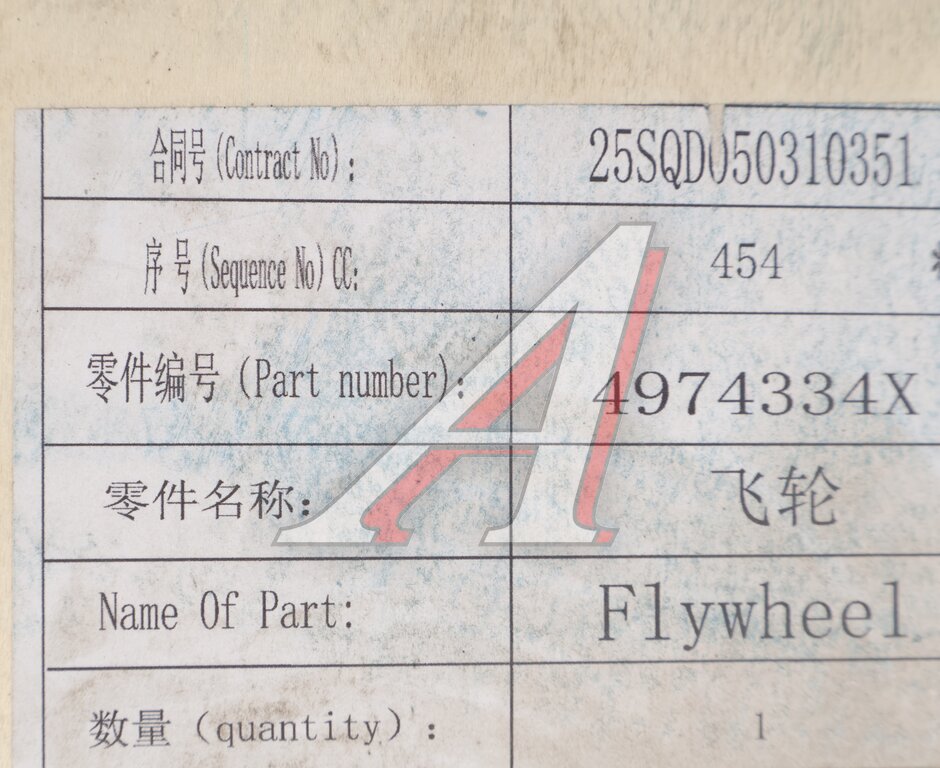 合同号(Contract No)： 25SQD050310351
序 号(Sequence No)CC: 454 *
零件编号(Part number)： 4974334X
零件名称： 飞轮
Name Of Part: Flywheel
数量（quantity）： 1